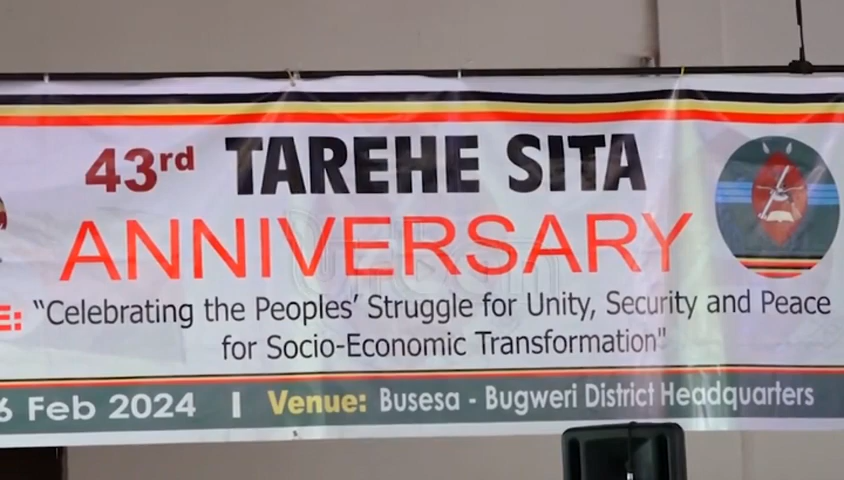 43rd TAREHE SITA
ANNIVERSARY
E: “Celebrating the Peoples’ Struggle for Unity, Security and Peace
for Socio-Economic Transformation"
6 Feb 2024 | Venue: Busesa - Bugweri District Headquarters
urban